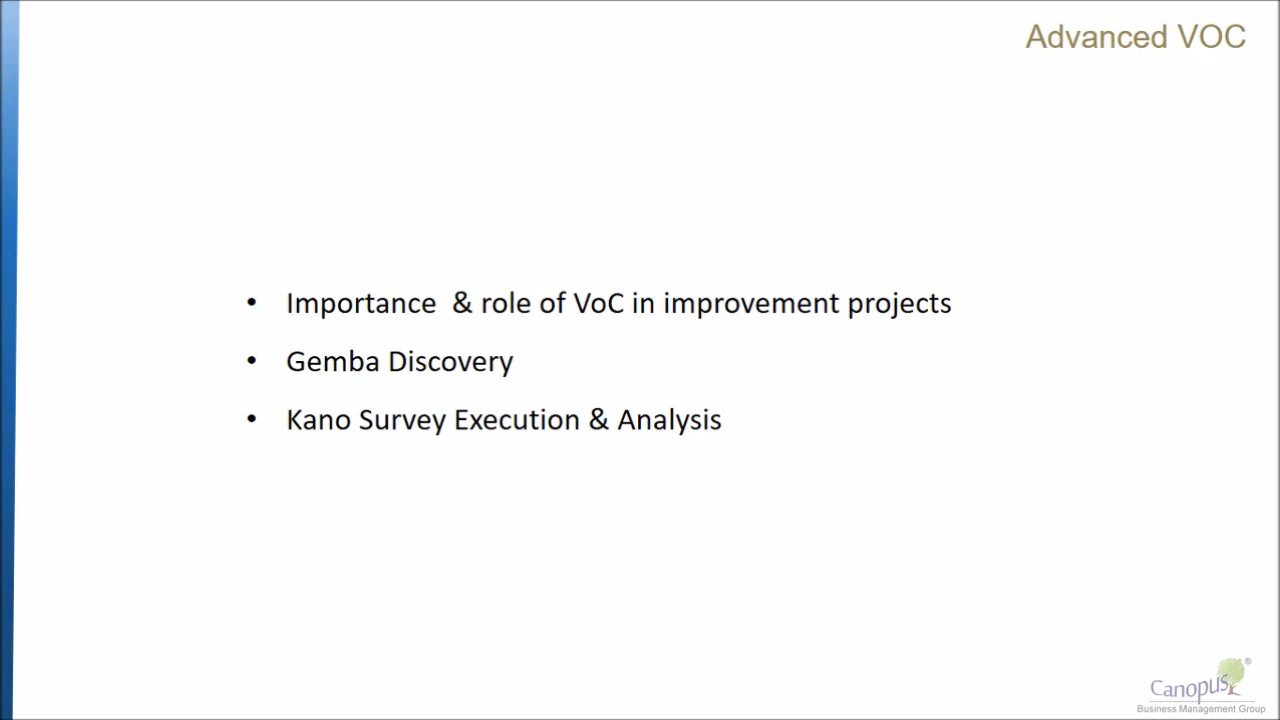 Advanced VOC
• Importance & role of VoC in improvement projects
• Gemba Discovery
• Kano Survey Execution & Analysis
Canopus®
Business Management Group